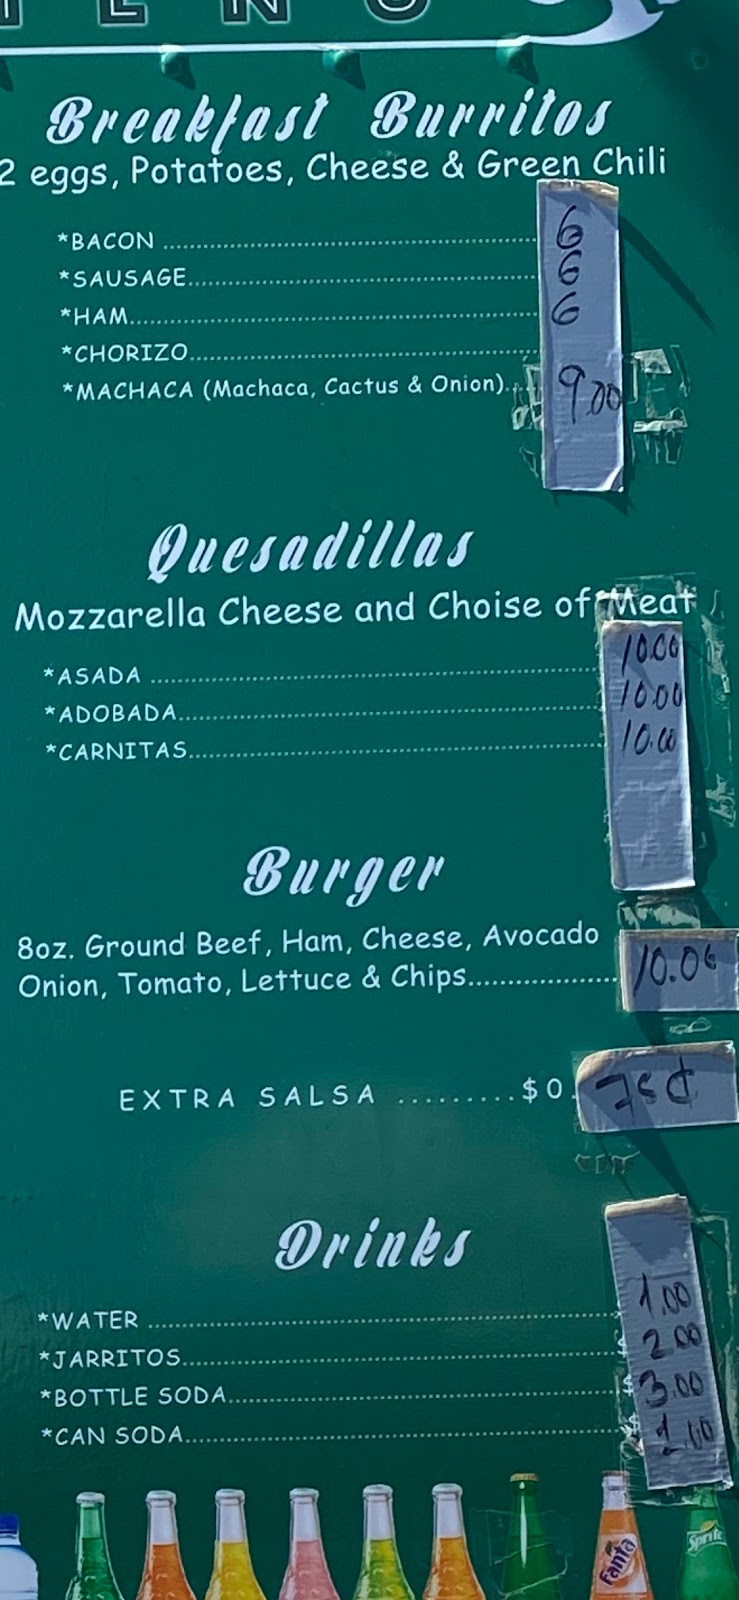 MENU
Breakfast Burritos
2 eggs, Potatoes, Cheese & Green Chili
*BACON ........ 6
*SAUSAGE........ 6
*HAM........ 6
*CHORIZO........
*MACHACA (Machaca, Cactus & Onion)... 9.00
Quesadillas
Mozzarella Cheese and Choise of Meat
*ASADA ........ 10.00
*ADOBADA........ 10.00
*CARNITAS........ 10.00
Burger
8oz. Ground Beef, Ham, Cheese, Avocado
Onion, Tomato, Lettuce & Chips........ 10.00
EXTRA SALSA .........$0. 75¢
Drinks
*WATER ........ 1.00
*JARRITOS........ $ 2.00
*BOTTLE SODA........ $ 3.00
*CAN SODA........ $
Fanta
Sprite